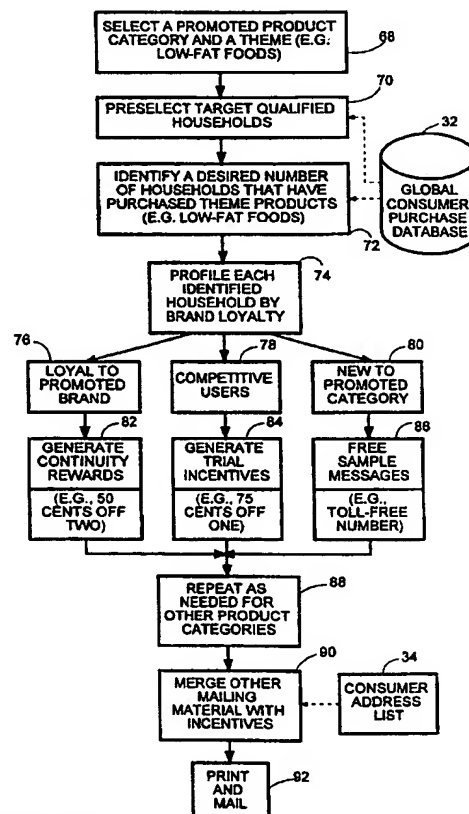 SELECT A PROMOTED PRODUCT
CATEGORY AND A THEME (E.G.
LOW-FAT FOODS)
68
70
PRESELECT TARGET QUALIFIED
HOUSEHOLDS
32
GLOBAL
CONSUMER
PURCHASE
DATABASE
IDENTIFY A DESIRED NUMBER
OF HOUSEHOLDS THAT HAVE
PURCHASED THEME PRODUCTS
(E.G. LOW-FAT FOODS)
72
74
PROFILE EACH
IDENTIFIED
HOUSEHOLD BY
BRAND LOYALTY
76
78
80
LOYAL TO
PROMOTED
BRAND
COMPETITIVE
USERS
NEW TO
PROMOTED
CATEGORY
82
84
86
GENERATE
CONTINUITY
REWARDS
GENERATE
TRIAL
INCENTIVES
FREE
SAMPLE
MESSAGES
(E.G., 50
CENTS OFF
TWO)
(E.G., 75
CENTS OFF
ONE)
(E.G.,
TOLL-FREE
NUMBER)
88
REPEAT AS
NEEDED FOR
OTHER PRODUCT
CATEGORIES
90
34
MERGE OTHER
MAILING
MATERIAL WITH
INCENTIVES
CONSUMER
ADDRESS
LIST
92
PRINT
AND
MAIL